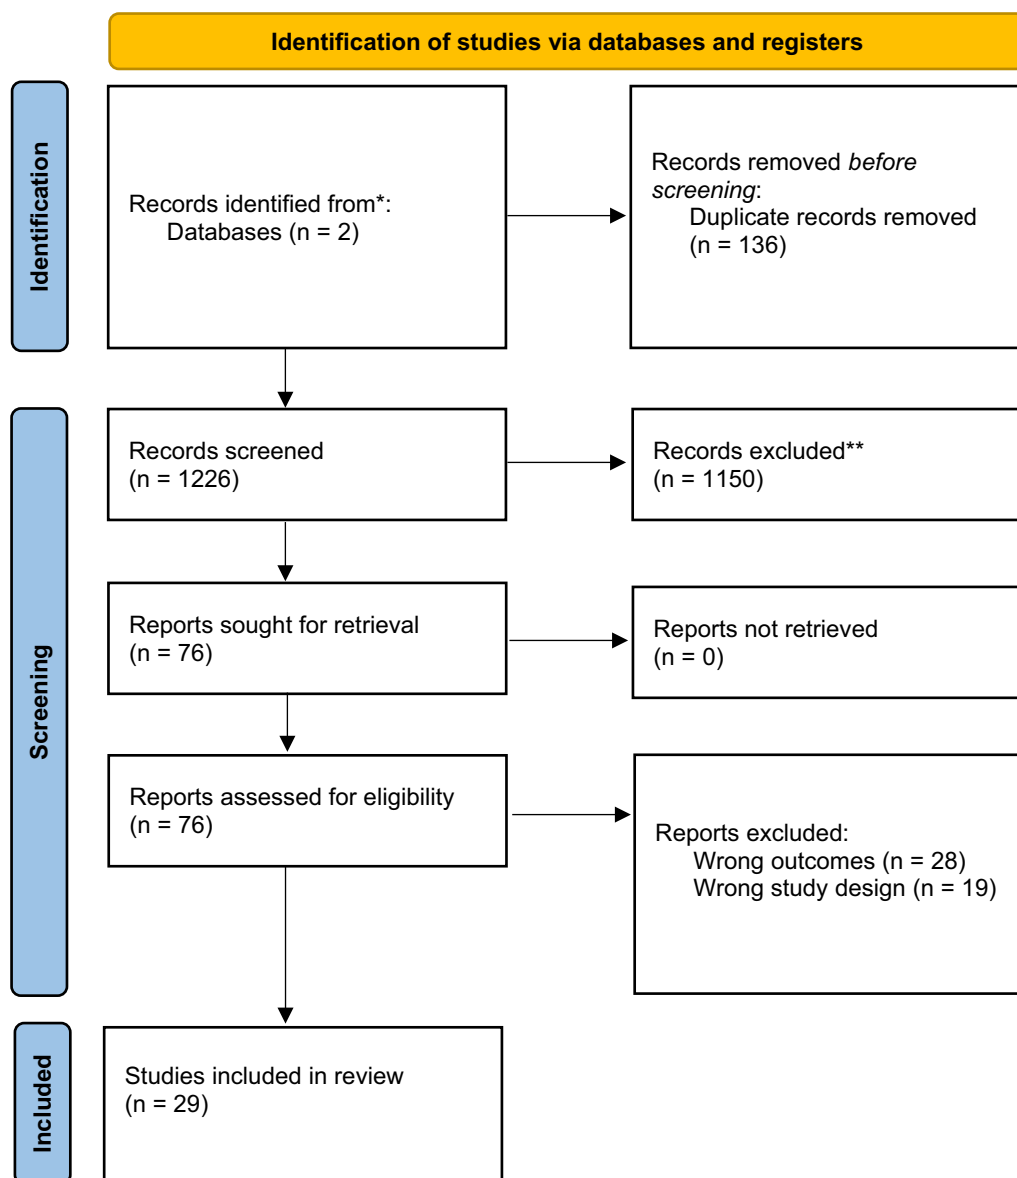 Identification of studies via databases and registers
Identification
Records identified from*:
Databases (n = 2)
Records removed before
screening:
Duplicate records removed
(n = 136)
Screening
Records screened
(n = 1226)
Records excluded**
(n = 1150)
Reports sought for retrieval
(n = 76)
Reports not retrieved
(n = 0)
Reports assessed for eligibility
(n = 76)
Reports excluded:
Wrong outcomes (n = 28)
Wrong study design (n = 19)
Included
Studies included in review
(n = 29)